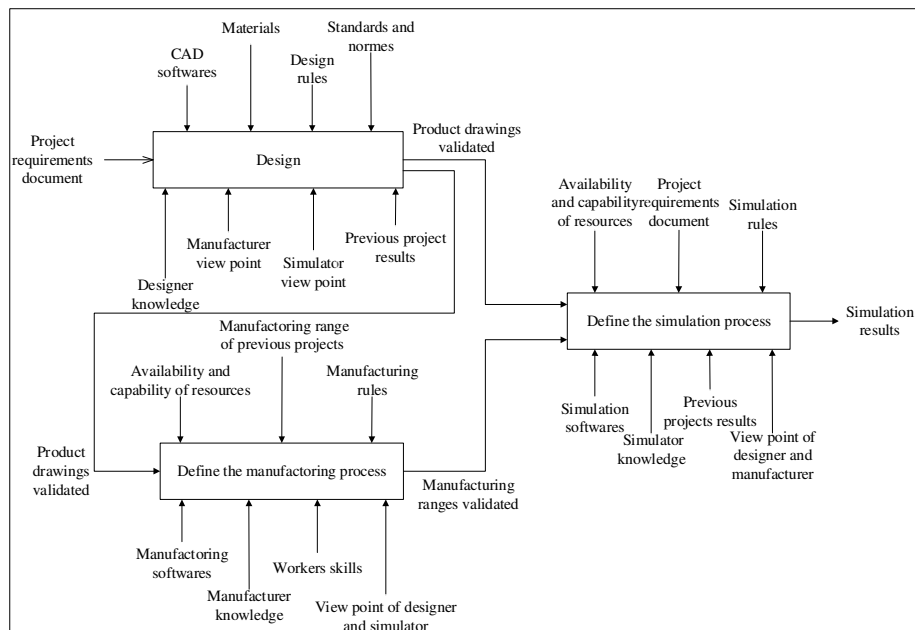 Materials
Standards and
normes
CAD
softwares
Design
rules
Project
requirements
document
Design
Product drawings
validated
Manufacturer
view point
Simulator
view point
Previous project
results
Designer
knowledge
Availability
and capability
of resources
Project
requirements
document
Simulation
rules
Define the simulation process
Simulation
results
Simulation
softwares
Simulator
knowledge
Previous
projects results
View point of
designer and
manufacturer
Manufactoring range
of previous projects
Availability and
capability of resources
Manufacturing
rules
Product
drawings
validated
Define the manufactoring process
Manufacturing
ranges validated
Manufactoring
softwares
Manufacturer
knowledge
Workers skills
View point of designer
and simulator